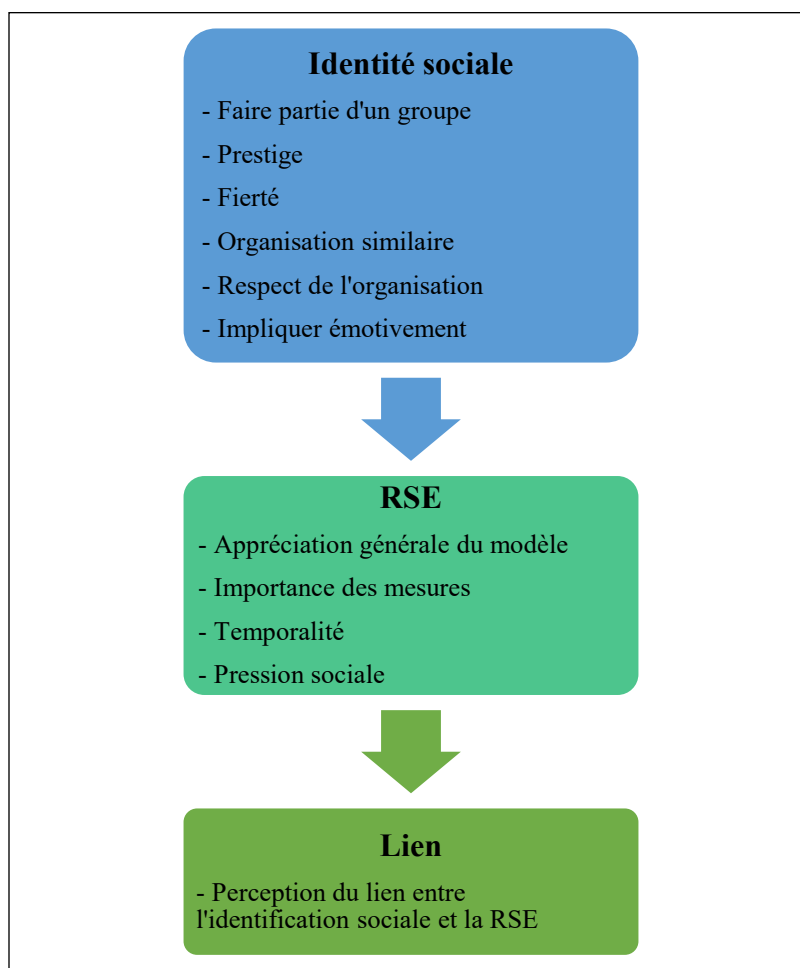 Identité sociale
- Faire partie d'un groupe
- Prestige
- Fierté
- Organisation similaire
- Respect de l'organisation
- Impliquer émotivement
RSE
- Appréciation générale du modèle
- Importance des mesures
- Temporalité
- Pression sociale
Lien
- Perception du lien entre
l'identification sociale et la RSE